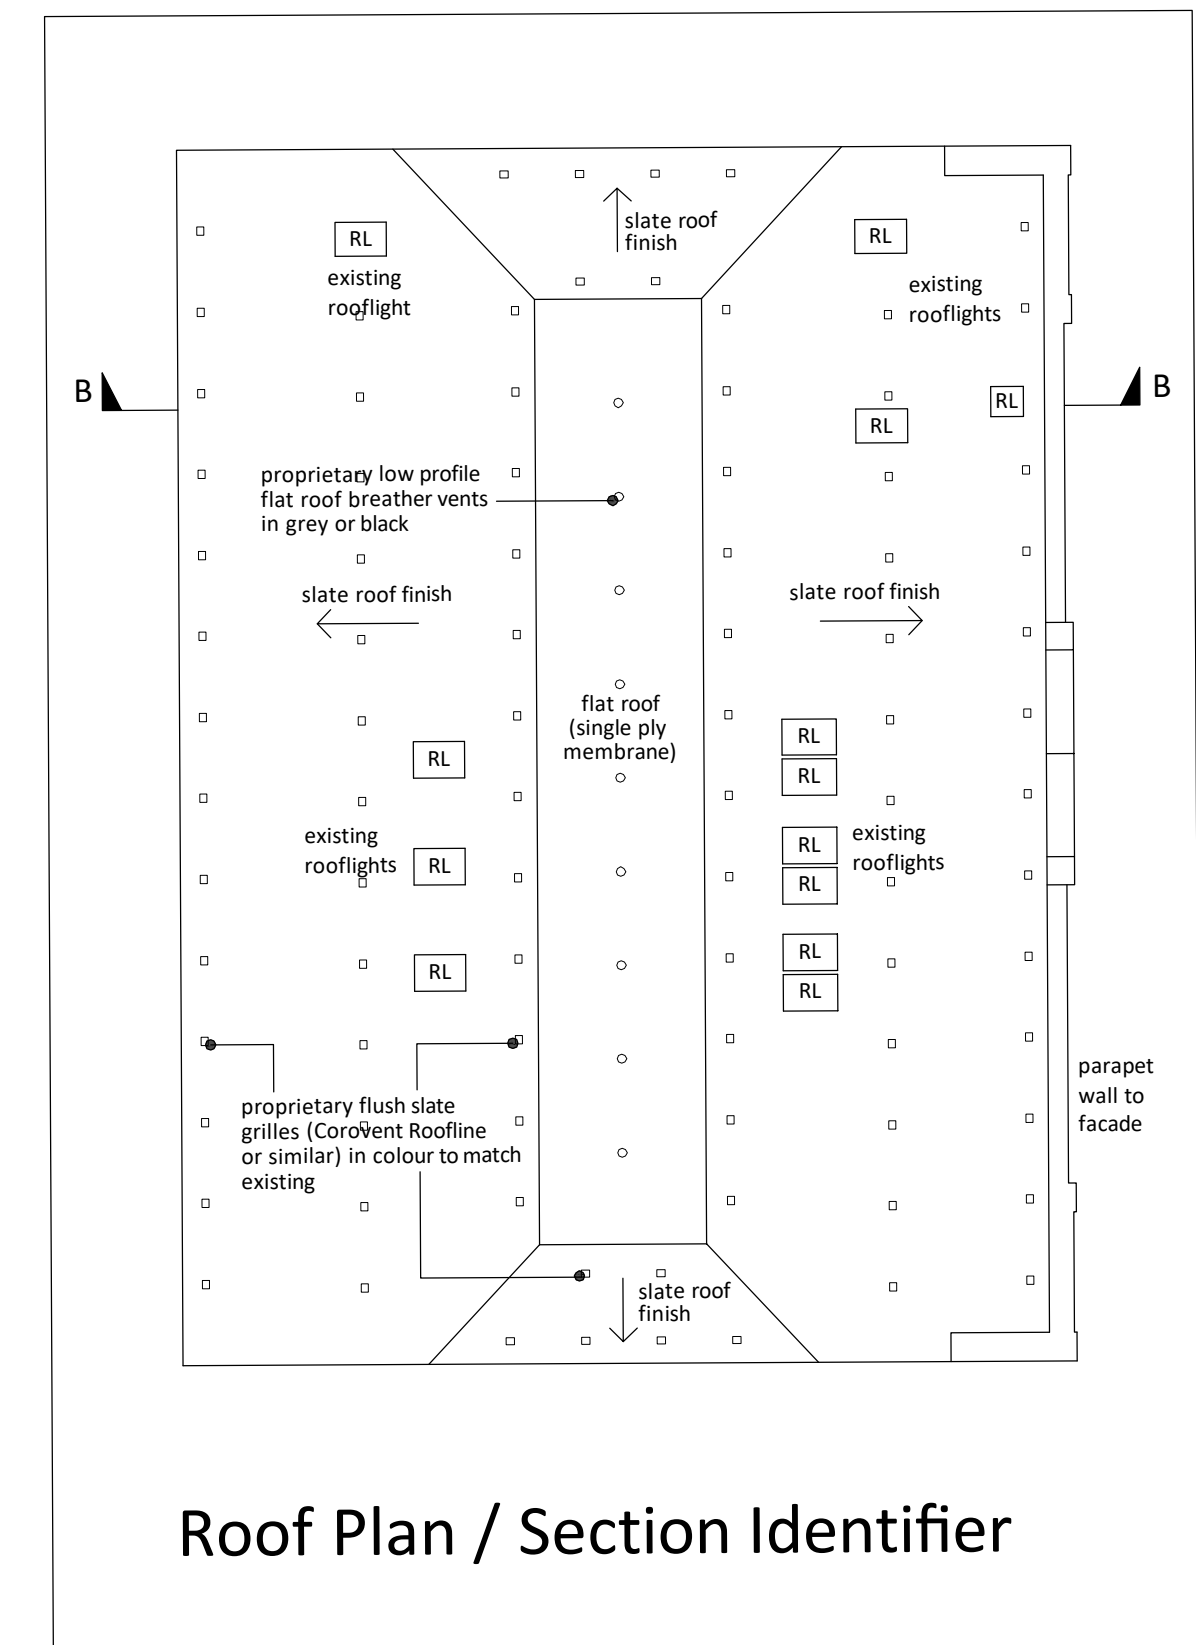 slate roof
finish
RL
existing
rooflight
RL
existing
rooflights
B
B
RL
RL
proprietary low profile
flat roof breather vents
in grey or black
slate roof finish
slate roof finish
flat roof
(single ply
membrane)
RL
RL
RL
existing
rooflights
RL
RL
existing
rooflights
RL
RL
RL
RL
proprietary flush slate
grilles (Corovent Roofline
or similar) in colour to match
existing
parapet
wall to
facade
slate roof
finish
Roof Plan / Section Identifier